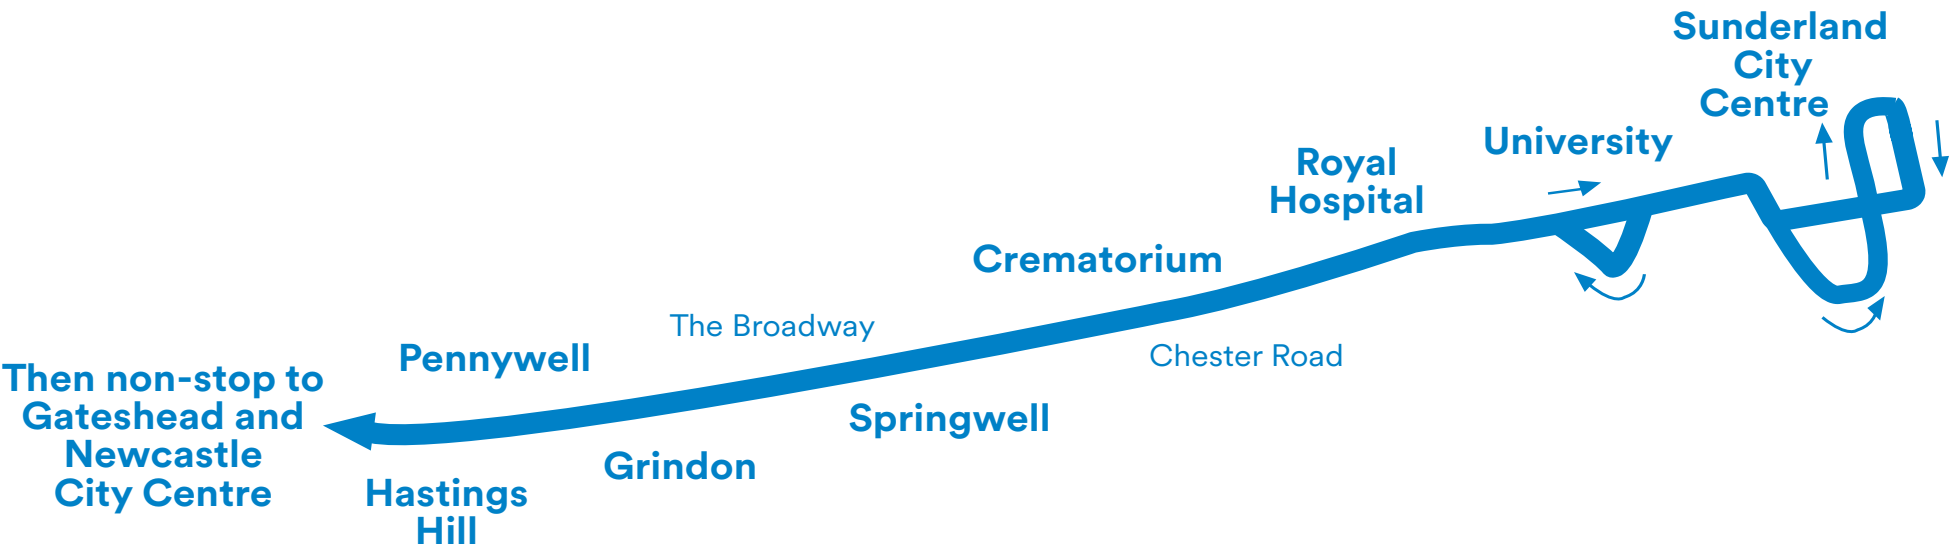 Sunderland
City
Centre
University
Royal
Hospital
Crematorium
The Broadway
Chester Road
Pennywell
Springwell
Then non-stop to
Gateshead and
Newcastle
City Centre
Grindon
Hastings
Hill